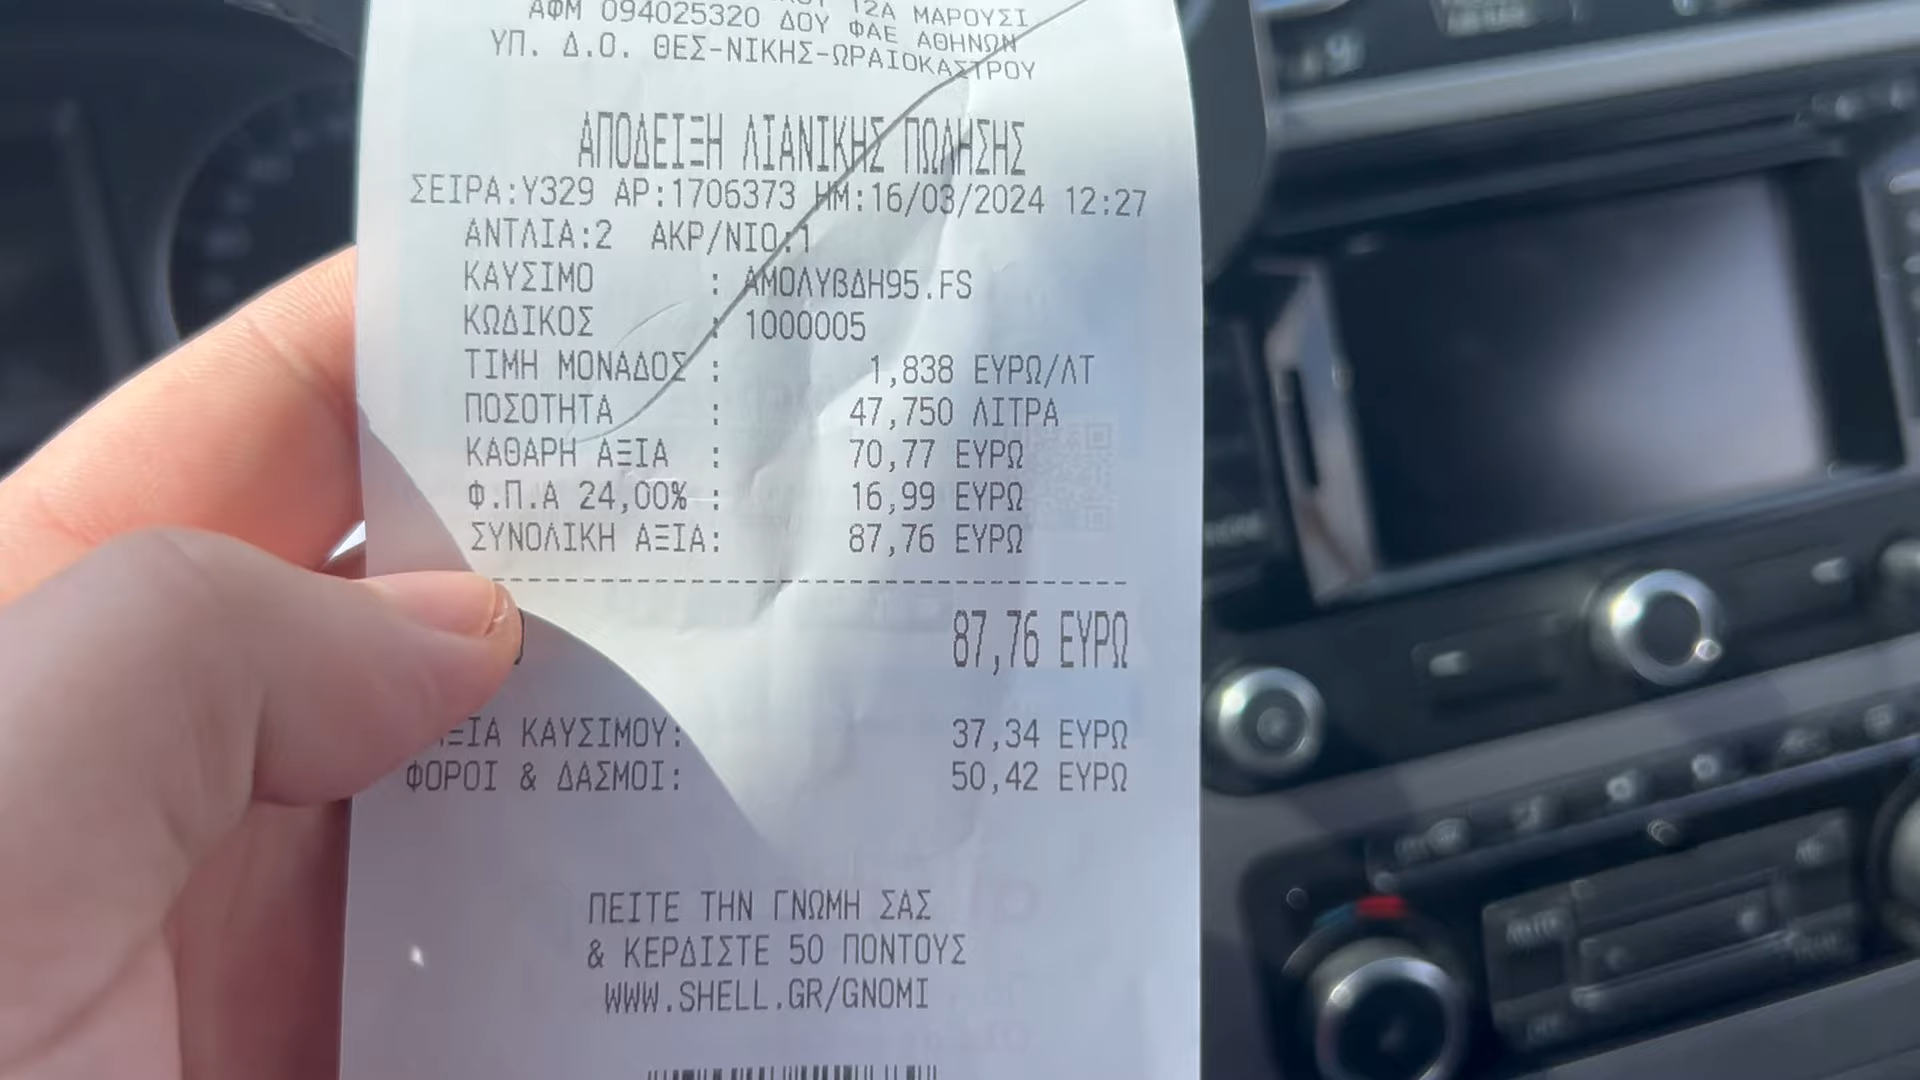 12Α ΜΑΡΟΥΣΙ
ΑΦΜ 094025320 ΔΟΥ ΦΑΕ ΑΘΗΝΩΝ
ΥΠ. Δ.Ο. ΘΕΣ-ΝΙΚΗΣ-ΩΡΑΙΟΚΑΣΤΡΟΥ
ΑΠΟΔΕΙΞΗ ΛΙΑΝΙΚΗΣ ΠΩΛΗΣΗΣ
ΣΕΙΡΑ:Υ329 ΑΡ:1706373 ΗΜ:16/03/2024 12:27
ΑΝΤΛΙΑ:2 ΑΚΡ/ΝΙΟ:1
ΚΑΥΣΙΜΟ : ΑΜΟΛΥΒΔΗ95.FS
ΚΩΔΙΚΟΣ : 1000005
ΤΙΜΗ ΜΟΝΑΔΟΣ : 1,838 ΕΥΡΩ/ΛΤ
ΠΟΣΟΤΗΤΑ : 47,750 ΛΙΤΡΑ
ΚΑΘΑΡΗ ΑΞΙΑ : 70,77 ΕΥΡΩ
Φ.Π.Α 24,00% : 16,99 ΕΥΡΩ
ΣΥΝΟΛΙΚΗ ΑΞΙΑ: 87,76 ΕΥΡΩ
87,76 ΕΥΡΩ
ΚΑΥΣΙΜΟΥ: 37,34 ΕΥΡΩ
ΦΟΡΟΙ & ΔΑΣΜΟΙ: 50,42 ΕΥΡΩ
ΠΕΙΤΕ ΤΗΝ ΓΝΩΜΗ ΣΑΣ
& ΚΕΡΔΙΣΤΕ 50 ΠΟΝΤΟΥΣ
WWW.SHELL.GR/GNOMI